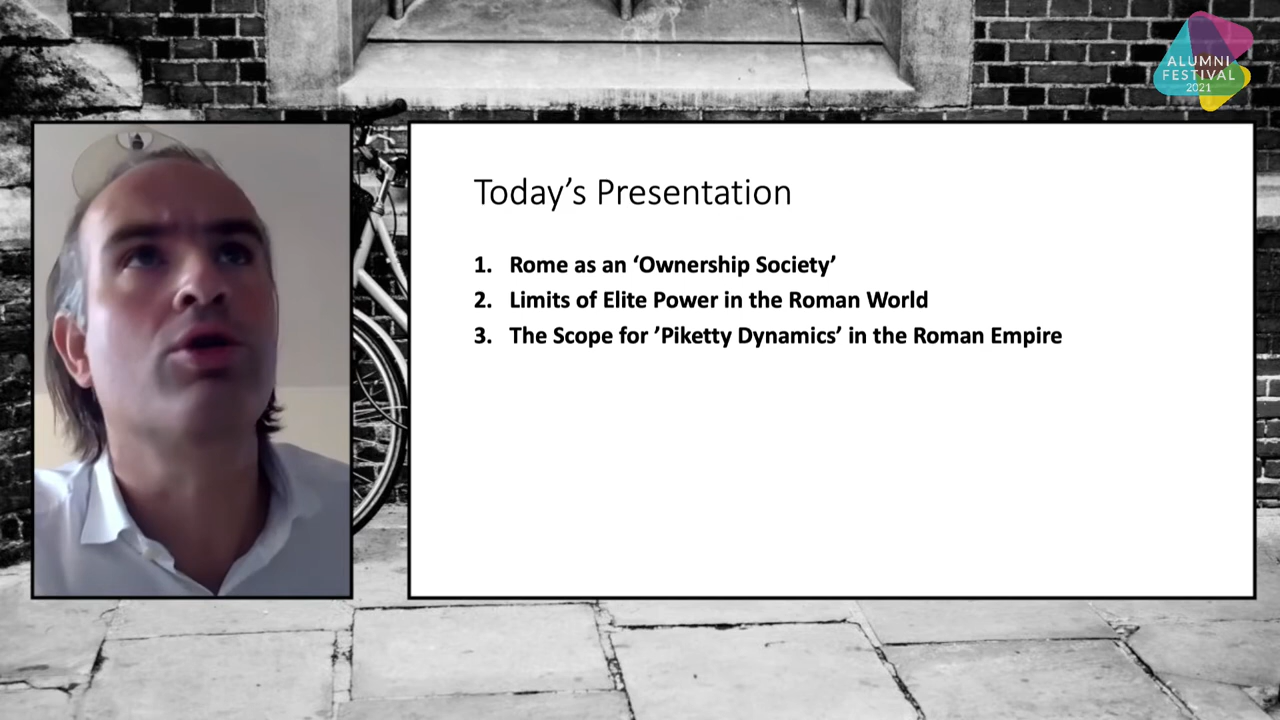 ALUMNI
FESTIVAL
2021
Today’s Presentation
1. Rome as an ‘Ownership Society’
2. Limits of Elite Power in the Roman World
3. The Scope for ’Piketty Dynamics’ in the Roman Empire